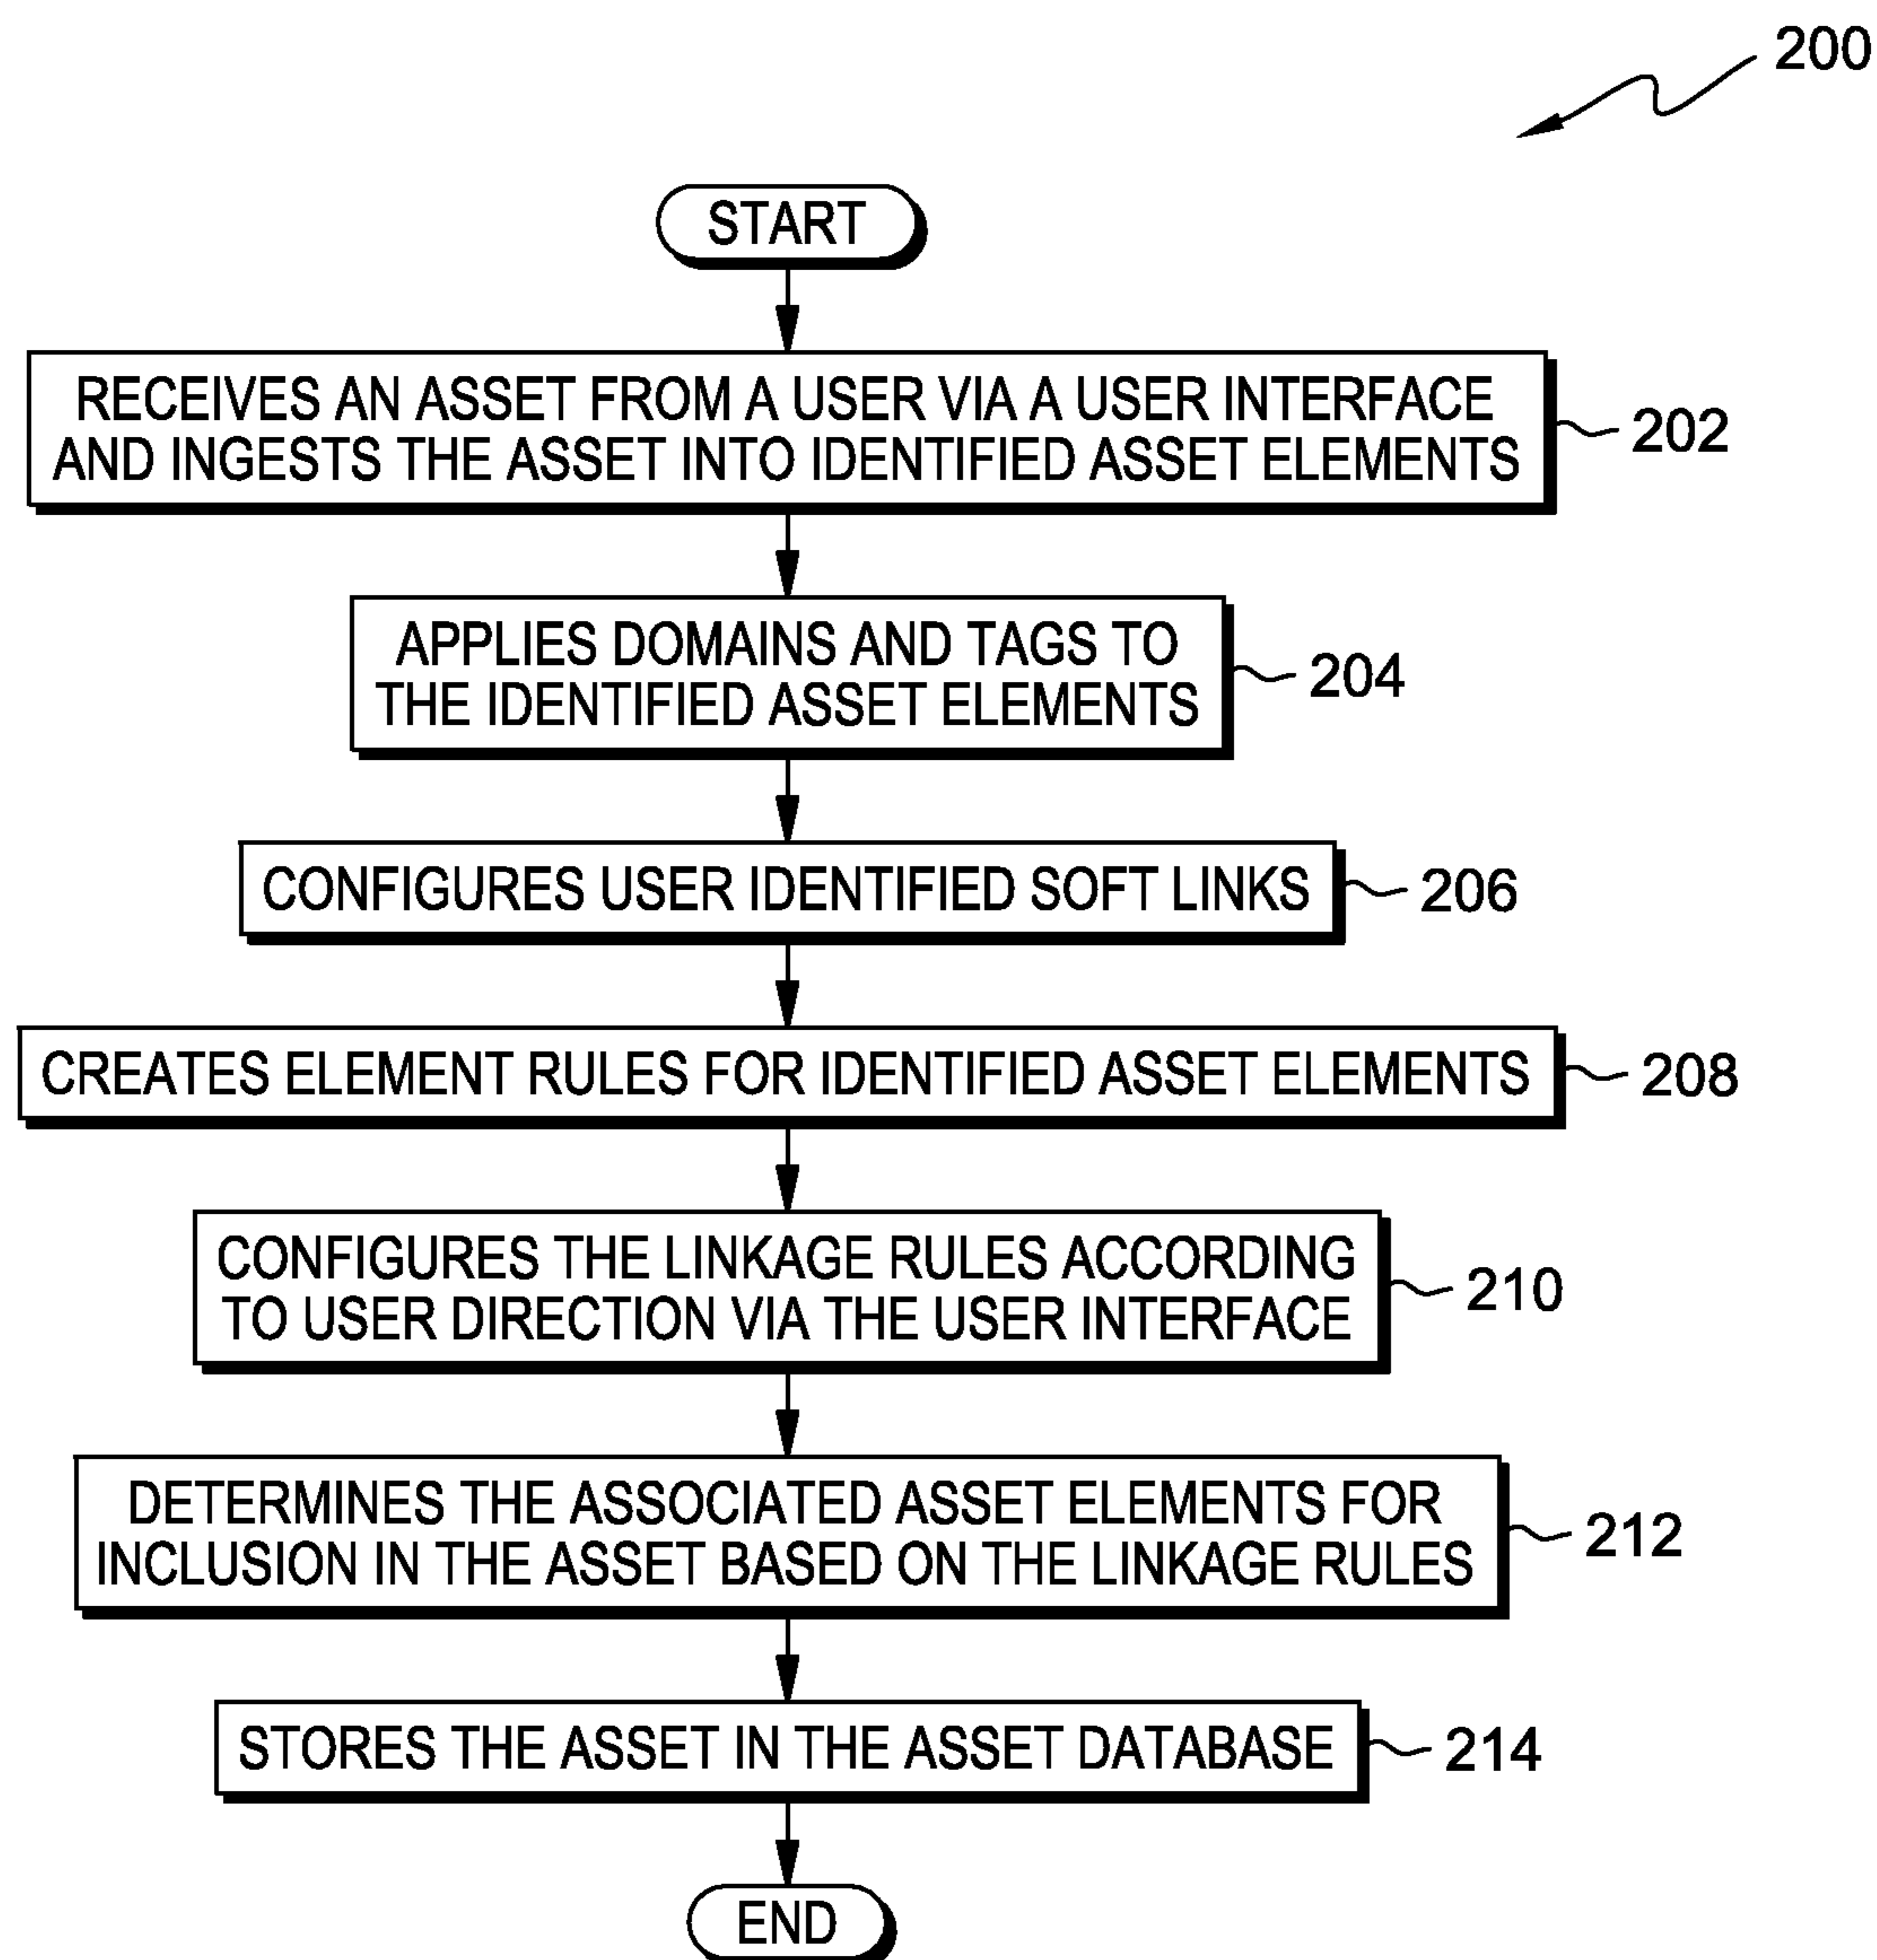 200
START
RECEIVES AN ASSET FROM A USER VIA A USER INTERFACE
AND INGESTS THE ASSET INTO IDENTIFIED ASSET ELEMENTS
202
APPLIES DOMAINS AND TAGS TO
THE IDENTIFIED ASSET ELEMENTS
204
CONFIGURES USER IDENTIFIED SOFT LINKS
206
CREATES ELEMENT RULES FOR IDENTIFIED ASSET ELEMENTS
208
CONFIGURES THE LINKAGE RULES ACCORDING
TO USER DIRECTION VIA THE USER INTERFACE
210
DETERMINES THE ASSOCIATED ASSET ELEMENTS FOR
INCLUSION IN THE ASSET BASED ON THE LINKAGE RULES
212
STORES THE ASSET IN THE ASSET DATABASE
214
END